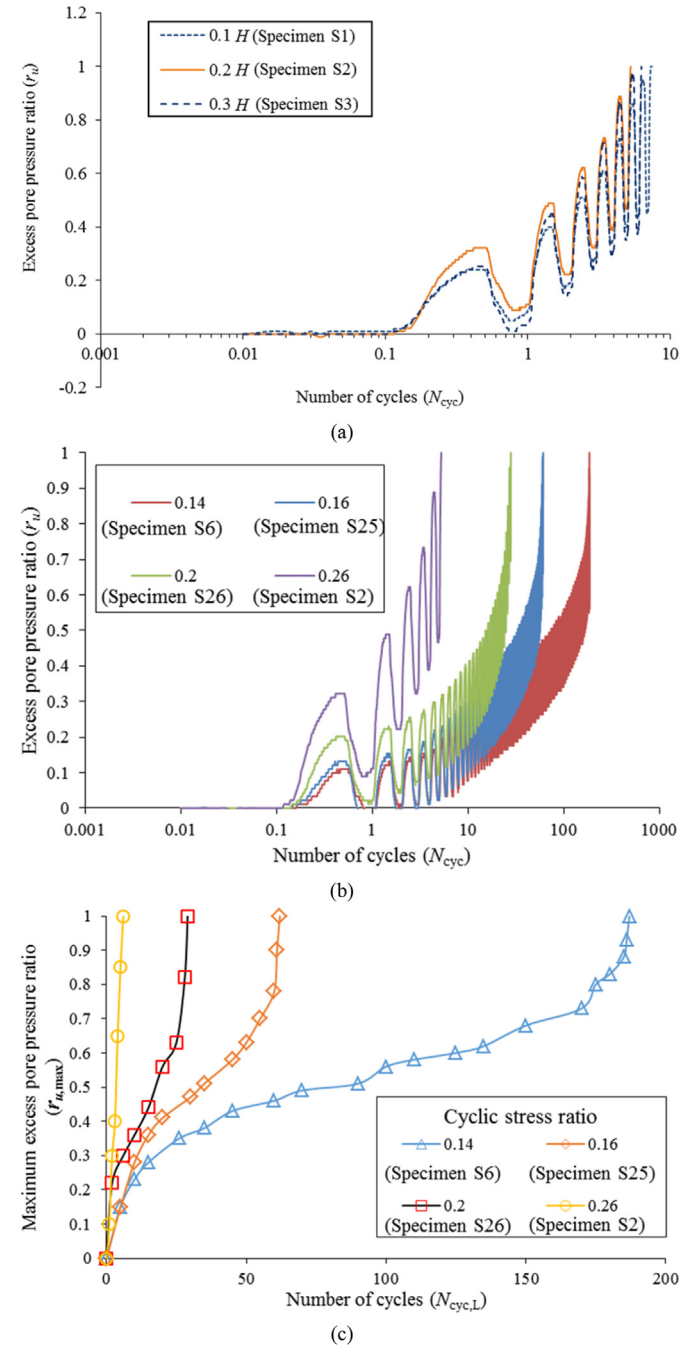 (a)
1.2
1
0.8
0.6
0.4
0.2
0
-0.2
Excess pore pressure ratio (r_u)
0.1 H (Specimen S1)
0.2 H (Specimen S2)
0.3 H (Specimen S3)
0.001 0.01 0.1 1 10
Number of cycles (N_cyc)
(a)
1
0.9
0.8
0.7
0.6
0.5
0.4
0.3
0.2
0.1
0
Excess pore pressure ratio (r_u)
0.14 0.16
(Specimen S6) (Specimen S25)
0.2 0.26
(Specimen S26) (Specimen S2)
0.001 0.01 0.1 1 10 100 1000
Number of cycles (N_cyc)
(b)
1
0.9
0.8
0.7
0.6
0.5
0.4
0.3
0.2
0.1
0
Maximum excess pore pressure ratio
(r_u,max)
Cyclic stress ratio
0.14 0.16
(Specimen S6) (Specimen S25)
0.2 0.26
(Specimen S26) (Specimen S2)
0 50 100 150 200
Number of cycles (N_cyc,L)
(c)